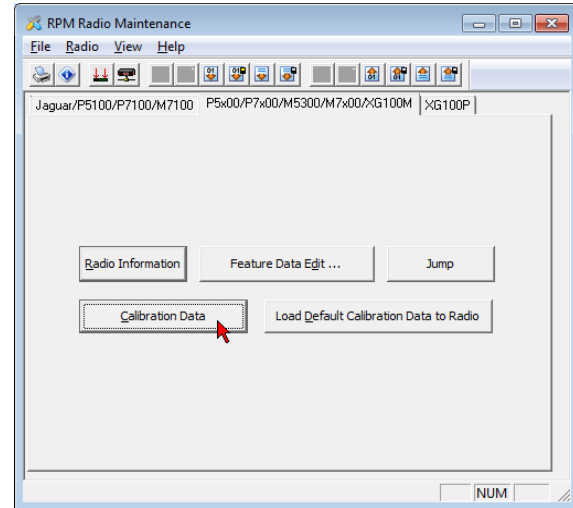 RPM Radio Maintenance
File Radio View Help
Jaguar/P5100/P7100/M7100 P5x00/P7x00/M5300/M7x00/XG100M XG100P
Radio Information Feature Data Edit ... Jump
Calibration Data Load Default Calibration Data to Radio
NUM